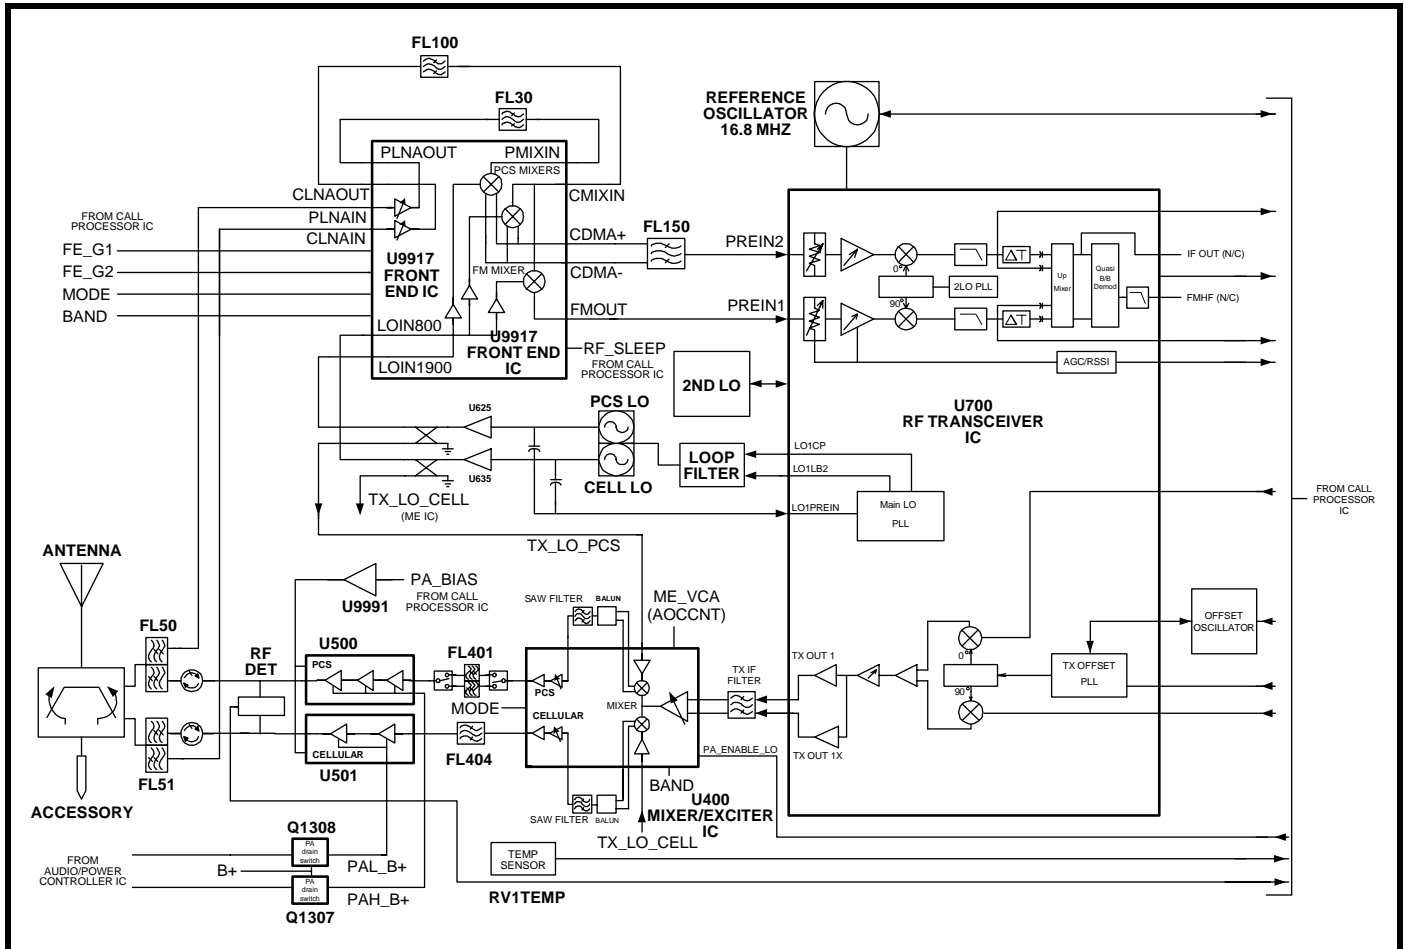 FL100
FL30
REFERENCE
OSCILLATOR
16.8 MHZ
PLNAOUT
PMIXIN
PCS MIXERS
CLNAOUT
CMIXIN
FROM CALL
PROCESSOR IC
PLNAIN
CLNAIN
FL150
CDMA+
PREIN2
FE_G1
U9917
FRONT
END IC
FE_G2
FM MIXER
CDMA-
MODE
BAND
FMOUT
PREIN1
LOIN800
U9917
FRONT END
IC
LOIN1900
RF_SLEEP
FROM CALL
PROCESSOR IC
0°
90°
2LO PLL
ΔT
ΔT
Up
Mixer
Quasi
B/B
Demod
IF OUT (N/C)
FMHF (N/C)
AGC/RSSI
2ND LO
U700
RF TRANSCEIVER
IC
U625
PCS LO
U635
CELL LO
LOOP
FILTER
LO1CP
LO1LB2
LO1PREIN
Main LO
PLL
TX_LO_CELL
(ME IC)
TX_LO_PCS
FROM CALL
PROCESSOR
IC
ANTENNA
PA_BIAS
FROM CALL
PROCESSOR IC
U9991
SAW FILTER
BALUN
ME_VCA
(AOCCNT)
OFFSET
OSCILLATOR
FL50
RF
DET
U500
PCS
FL401
PCS
MODE
MIXER
CELLULAR
TX IF
FILTER
TX OUT 1
TX OUT 1X
0°
90°
TX OFFSET
PLL
CELLULAR
U501
FL404
PA_ENABLE_LO
FL51
ACCESSORY
BAND
U400
MIXER/EXCITER
IC
SAW FILTER
BALUN
TX_LO_CELL
Q1308
PA
drain
switch
FROM
AUDIO/POWER
CONTROLLER IC
B+
PAL_B+
PA
drain
switch
PAH_B+
Q1307
TEMP
SENSOR
RV1TEMP